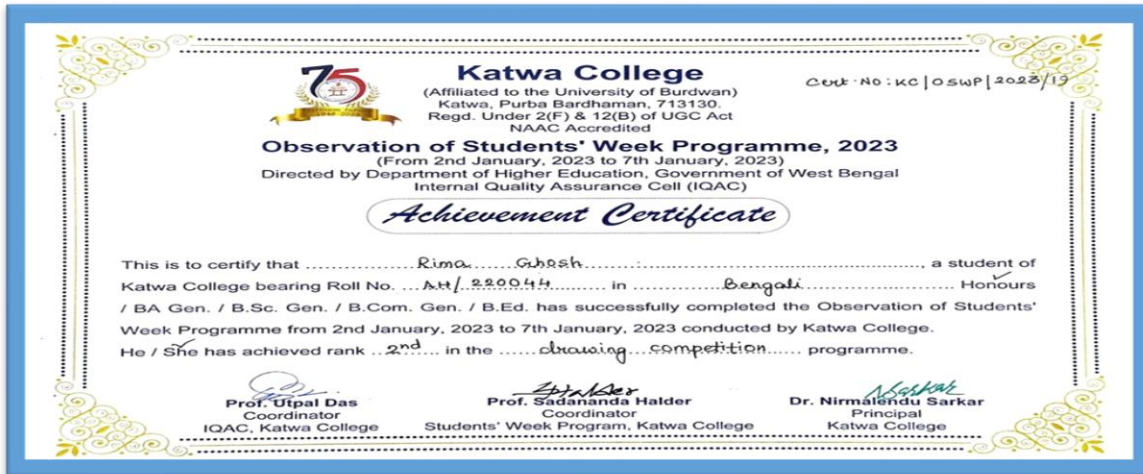 75
Katwa College
Cert. No: KC/OSWP/2023/19
(Affiliated to the University of Burdwan)
Katwa, Purba Bardhaman, 713130.
Regd. Under 2(F) & 12(B) of UGC Act
NAAC Accredited
Observation of Students' Week Programme, 2023
(From 2nd January, 2023 to 7th January, 2023)
Directed by Department of Higher Education, Government of West Bengal
Internal Quality Assurance Cell (IQAC)
Achievement Certificate
This is to certify that Rima Ghosh, a student of
Katwa College bearing Roll No. AH/220044 in Bengali Honours
/ BA Gen. / B.Sc. Gen. / B.Com. Gen. / B.Ed. has successfully completed the Observation of Students'
Week Programme from 2nd January, 2023 to 7th January, 2023 conducted by Katwa College.
He / She has achieved rank 2nd in the drawing competition programme.
Prof. Utpal Das Prof. Sadananda Halder Dr. Nirmalendu Sarkar
Coordinator Coordinator Principal
IQAC, Katwa College Students' Week Program, Katwa College Katwa College